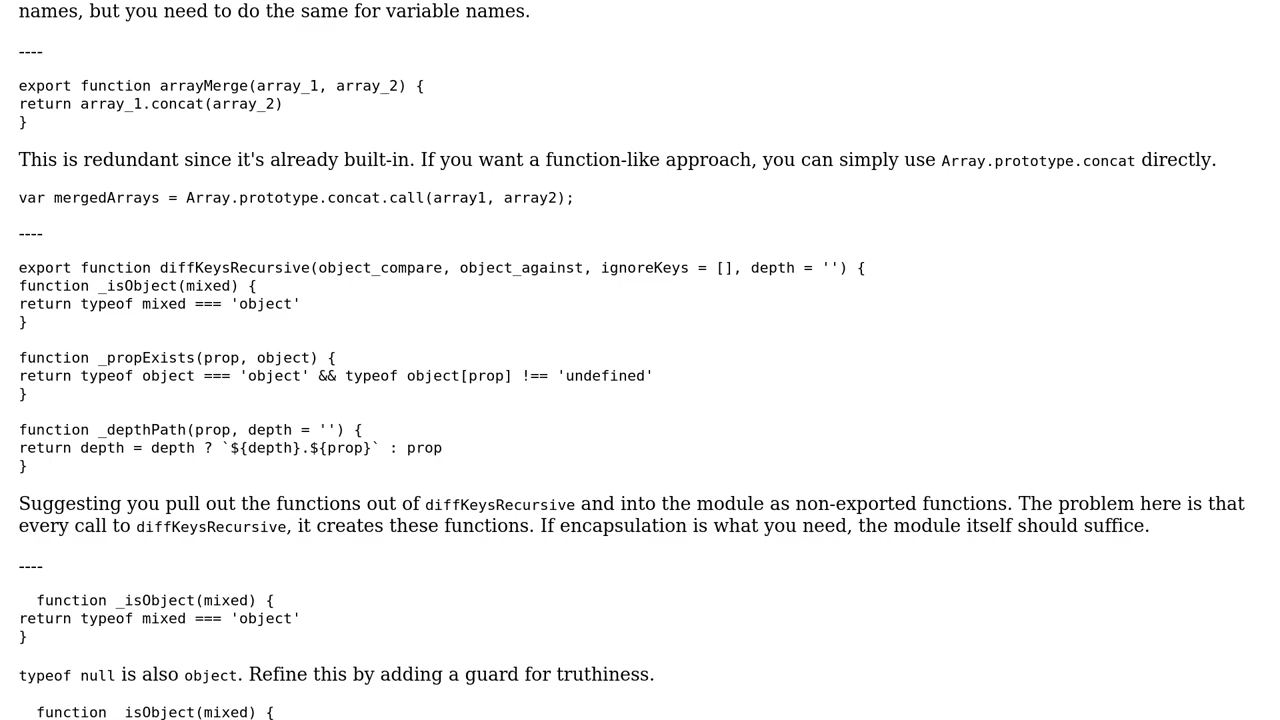 names, but you need to do the same for variable names.
----
export function arrayMerge(array_1, array_2) {
return array_1.concat(array_2)
}
This is redundant since it's already built-in. If you want a function-like approach, you can simply use Array.prototype.concat directly.
var mergedArrays = Array.prototype.concat.call(array1, array2);
----
export function diffKeysRecursive(object_compare, object_against, ignoreKeys = [], depth = '') {
function _isObject(mixed) {
return typeof mixed === 'object'
}
function _propExists(prop, object) {
return typeof object === 'object' && typeof object[prop] !== 'undefined'
}
function _depthPath(prop, depth = '') {
return depth = depth ? `${depth}.${prop}` : prop
}
Suggesting you pull out the functions out of diffKeysRecursive and into the module as non-exported functions. The problem here is that
every call to diffKeysRecursive, it creates these functions. If encapsulation is what you need, the module itself should suffice.
----
function _isObject(mixed) {
return typeof mixed === 'object'
}
typeof null is also object. Refine this by adding a guard for truthiness.
function _isObject(mixed) {